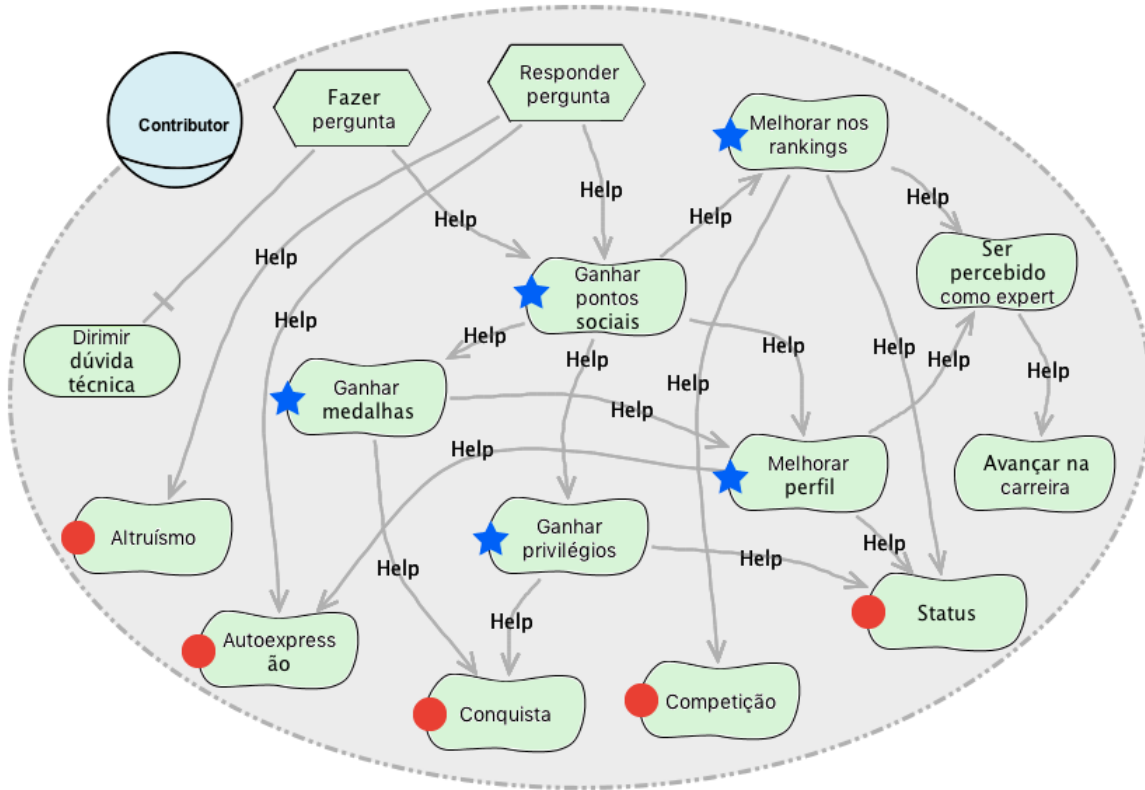 Contributor
Fazer
pergunta
Responder
pergunta
Melhorar nos
rankings
Help
Help
Help
Help
Help
Ser
percebido
como expert
Ganhar
pontos
sociais
Help
Dirimir
dúvida
técnica
Help
Help
Help
Help
Help
Help
Help
Ganhar
medalhas
Help
Help
Melhorar
perfil
Avançar na
carreira
Altruísmo
Ganhar
privilégios
Help
Help
Help
Autoexpress
ão
Help
Status
Conquista
Competição